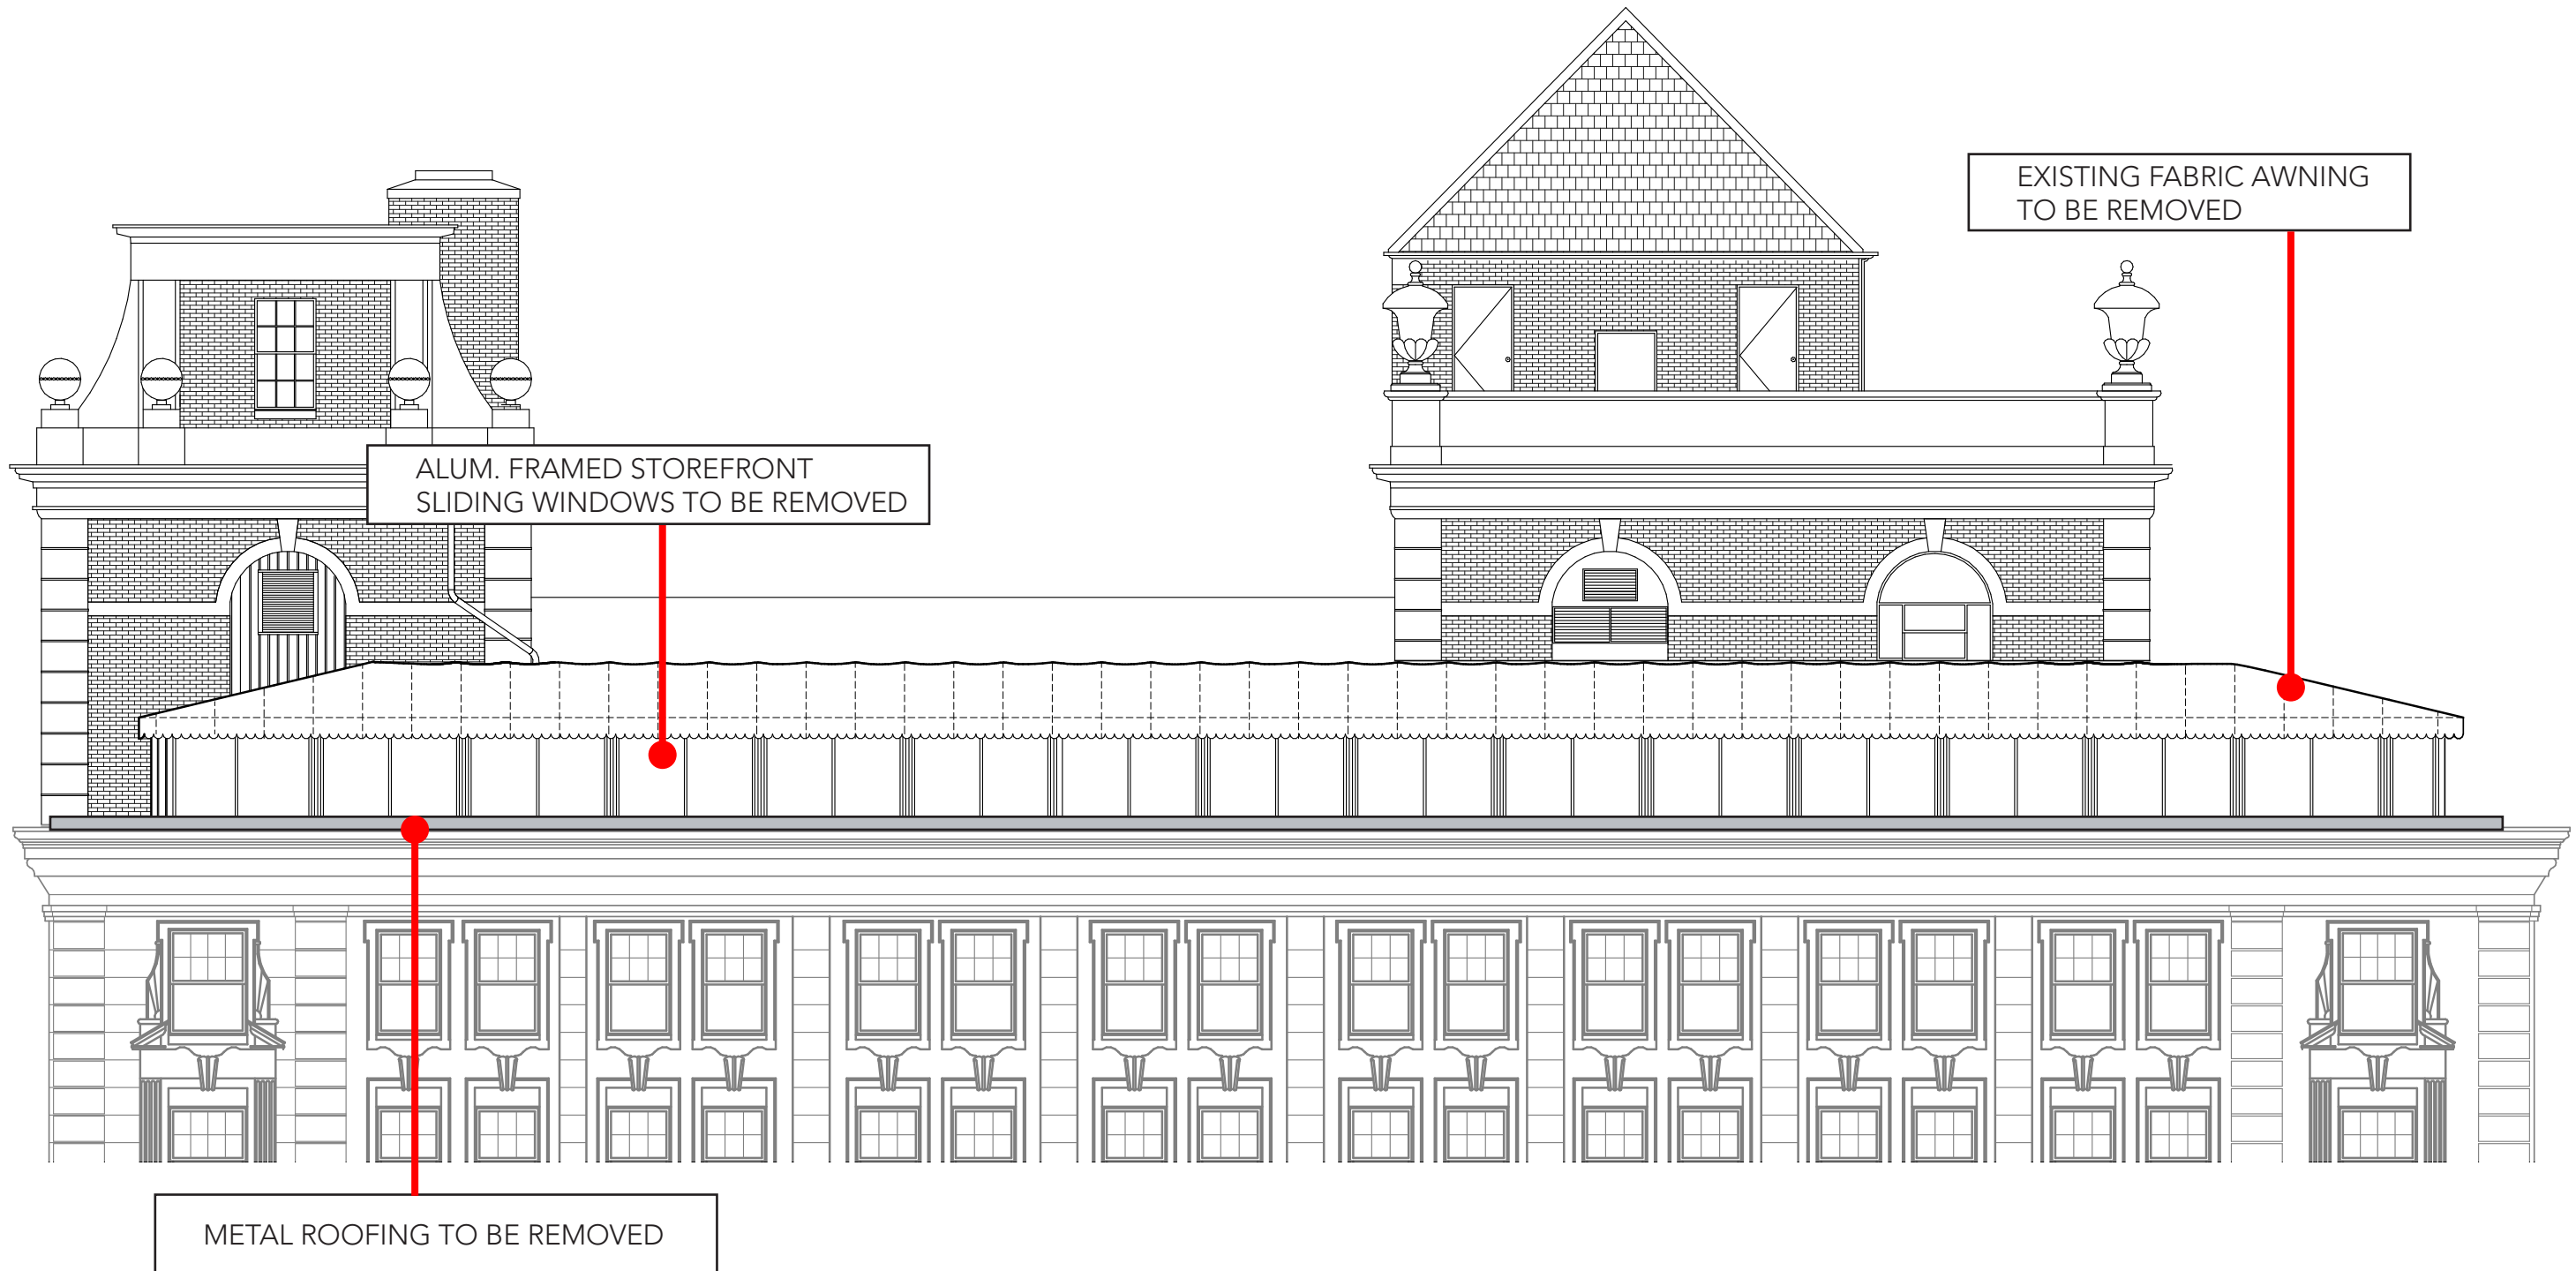 EXISTING FABRIC AWNING
TO BE REMOVED
ALUM. FRAMED STOREFRONT
SLIDING WINDOWS TO BE REMOVED
METAL ROOFING TO BE REMOVED